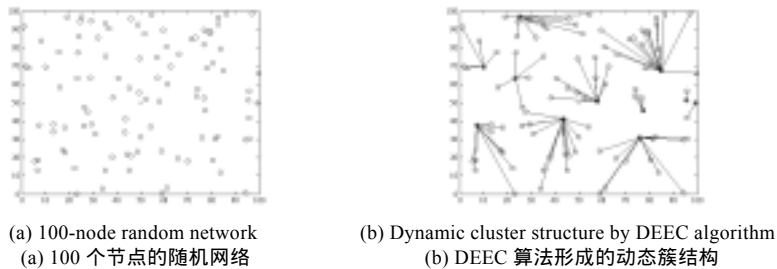 (a) 100-node random network
(a) 100 个节点的随机网络
(b) Dynamic cluster structure by DEEC algorithm
(b) DEEC 算法形成的动态簇结构